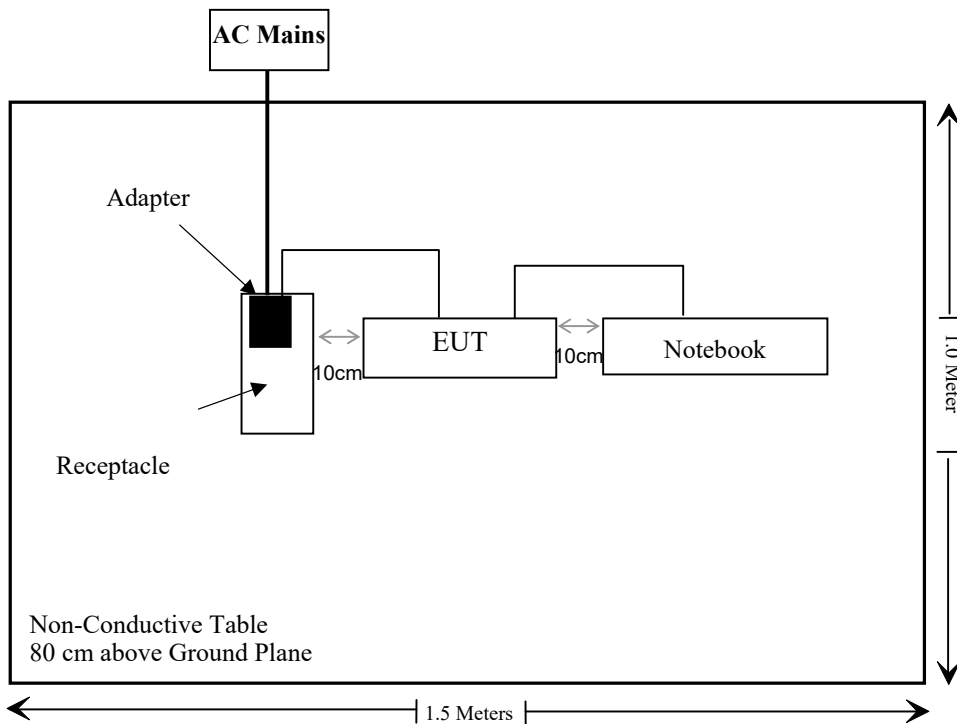 AC Mains
Adapter
EUT
Notebook
10cm
10cm
Receptacle
1.0 Meter
Non-Conductive Table
80 cm above Ground Plane
1.5 Meters